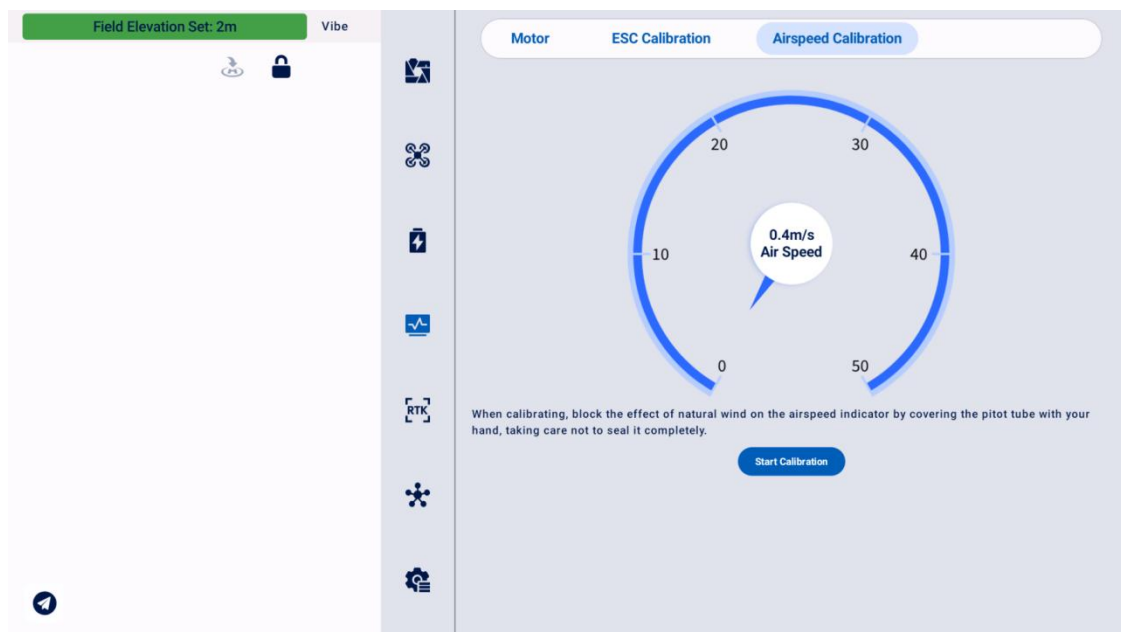 Field Elevation Set: 2m
Vibe
Motor
ESC Calibration
Airspeed Calibration
20
30
10
0.4m/s
Air Speed
40
0
50
RTK
When calibrating, block the effect of natural wind on the airspeed indicator by covering the pitot tube with your
hand, taking care not to seal it completely.
Start Calibration